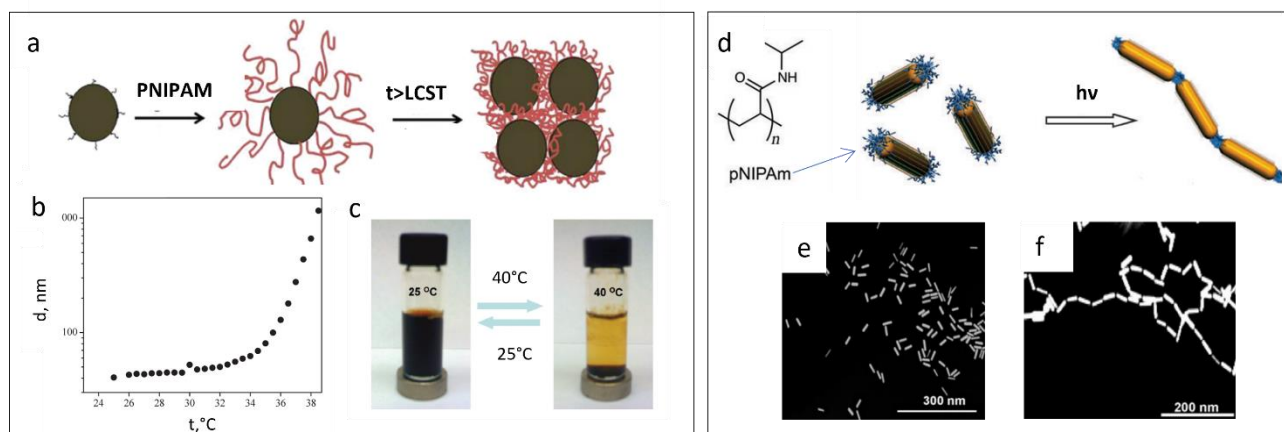 a
PNIPAM
t>LCST
b
000
100
d, nm
24 26 28 30 32 34 36 38
t,°C
c
25 °C
40 °C
40°C
25°C
d
O
NH
n
pNIPAm
hν
e
300 nm
f
200 nm